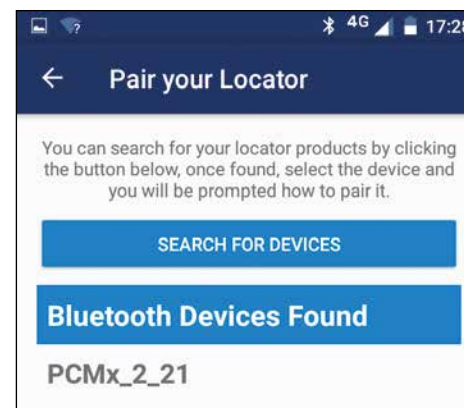 4G 17:28
Pair your Locator
You can search for your locator products by clicking
the button below, once found, select the device and
you will be prompted how to pair it.
SEARCH FOR DEVICES
Bluetooth Devices Found
PCMx_2_21